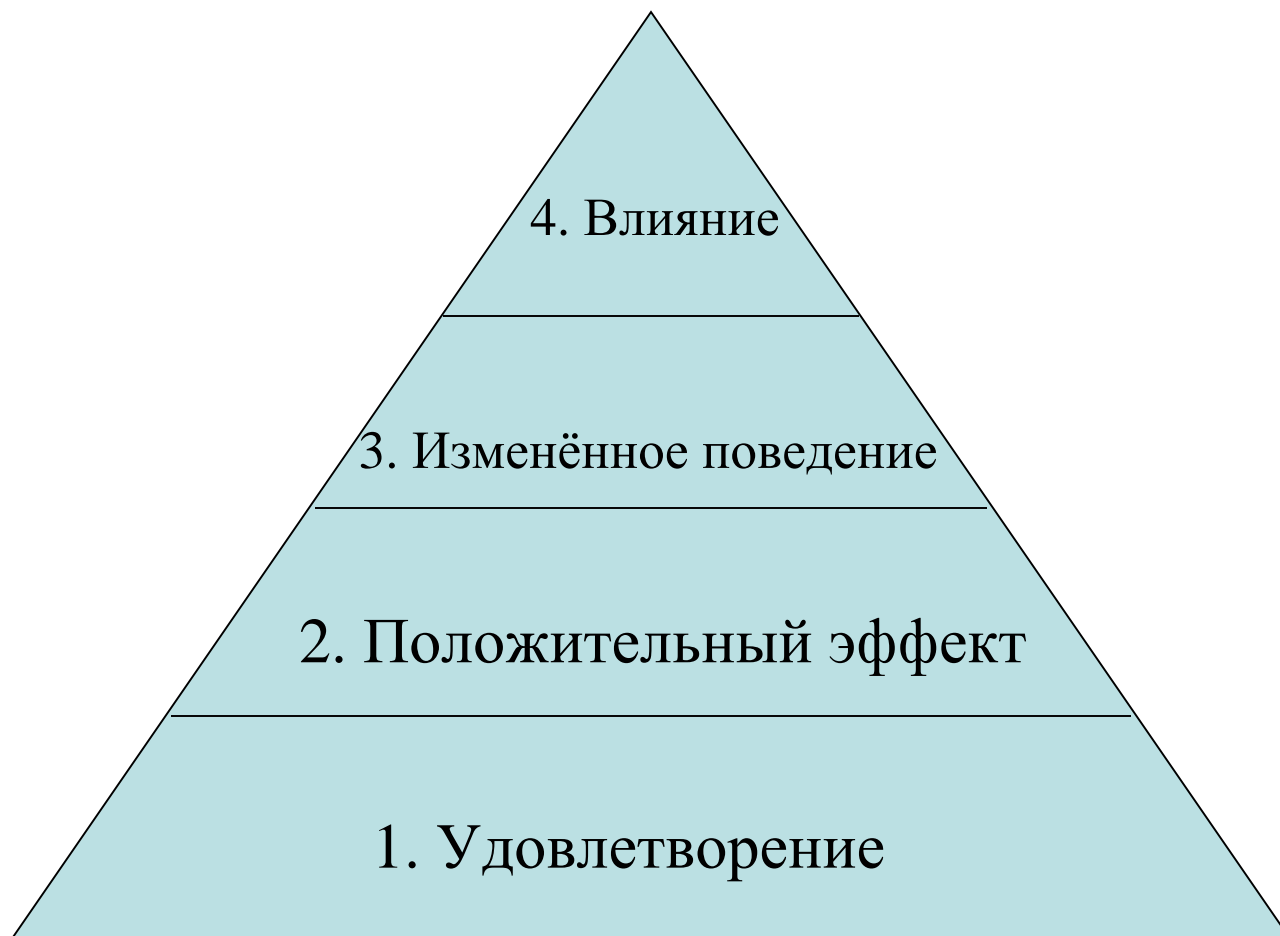 4. Влияние
3. Изменённое поведение
2. Положительный эффект
1. Удовлетворение